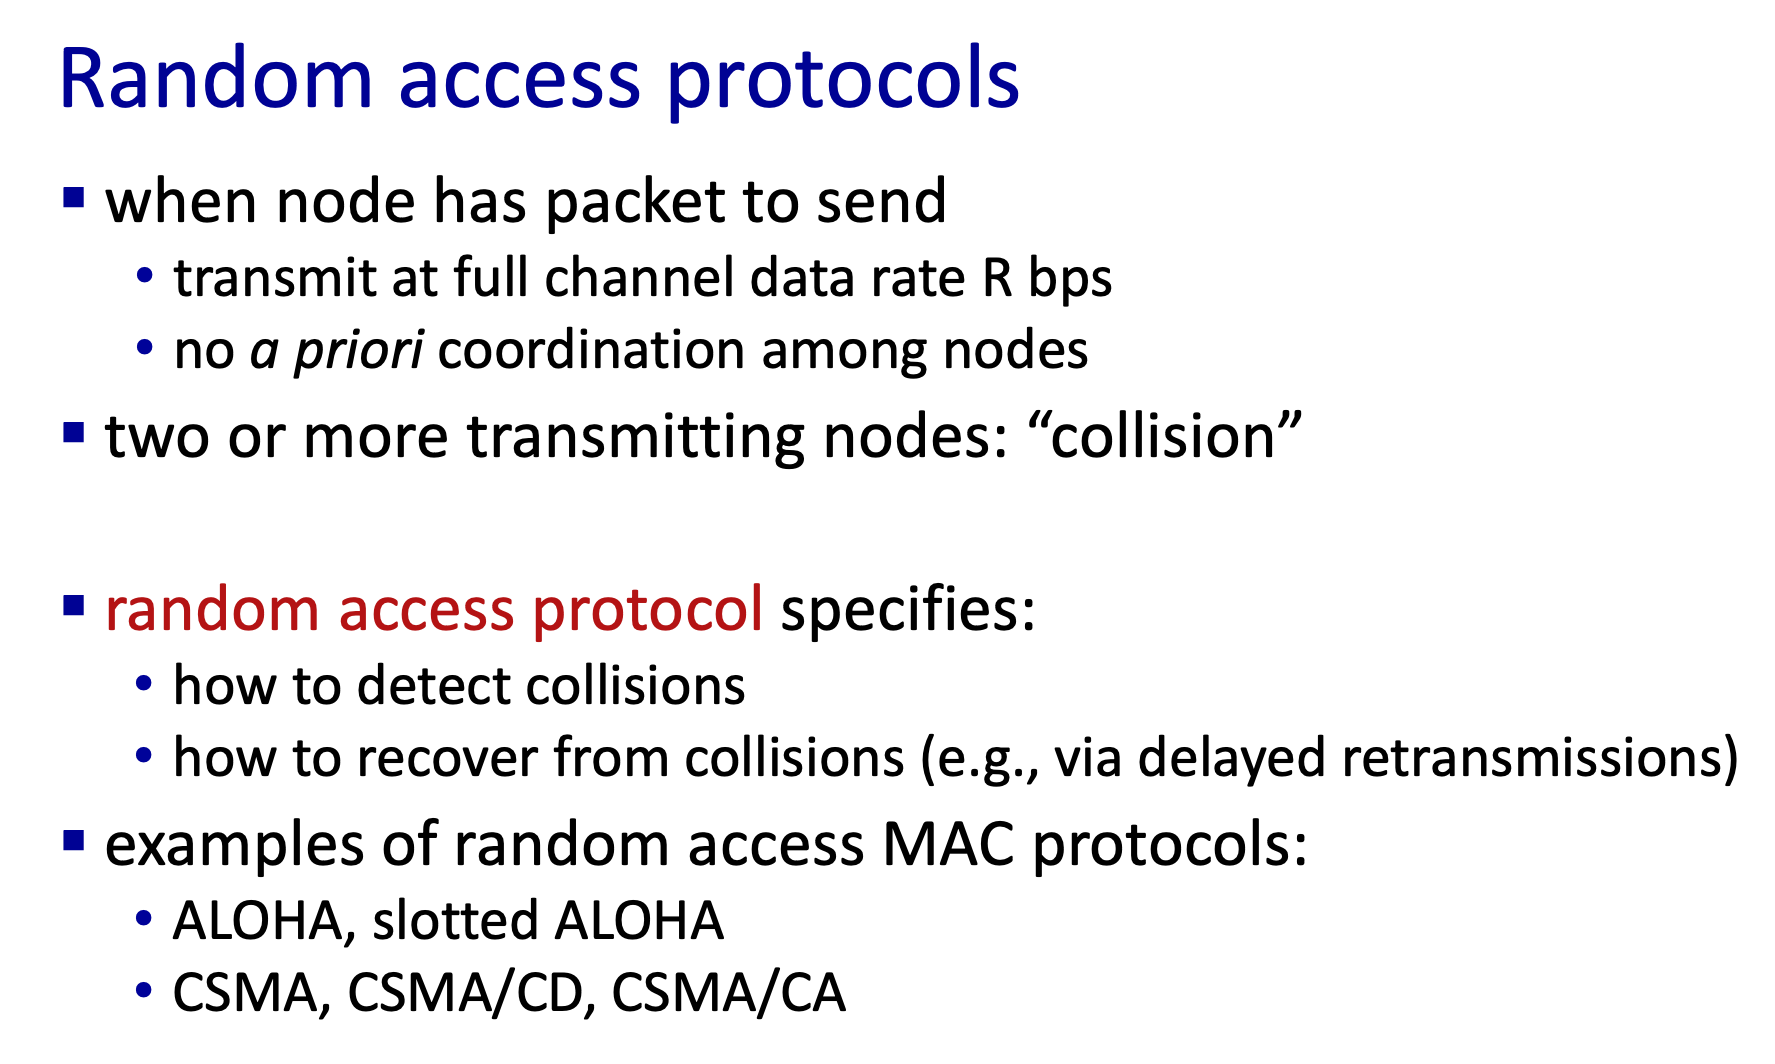 Random access protocols
▪ when node has packet to send
• transmit at full channel data rate R bps
• no a priori coordination among nodes
▪ two or more transmitting nodes: “collision”
▪ random access protocol specifies:
• how to detect collisions
• how to recover from collisions (e.g., via delayed retransmissions)
▪ examples of random access MAC protocols:
• ALOHA, slotted ALOHA
• CSMA, CSMA/CD, CSMA/CA